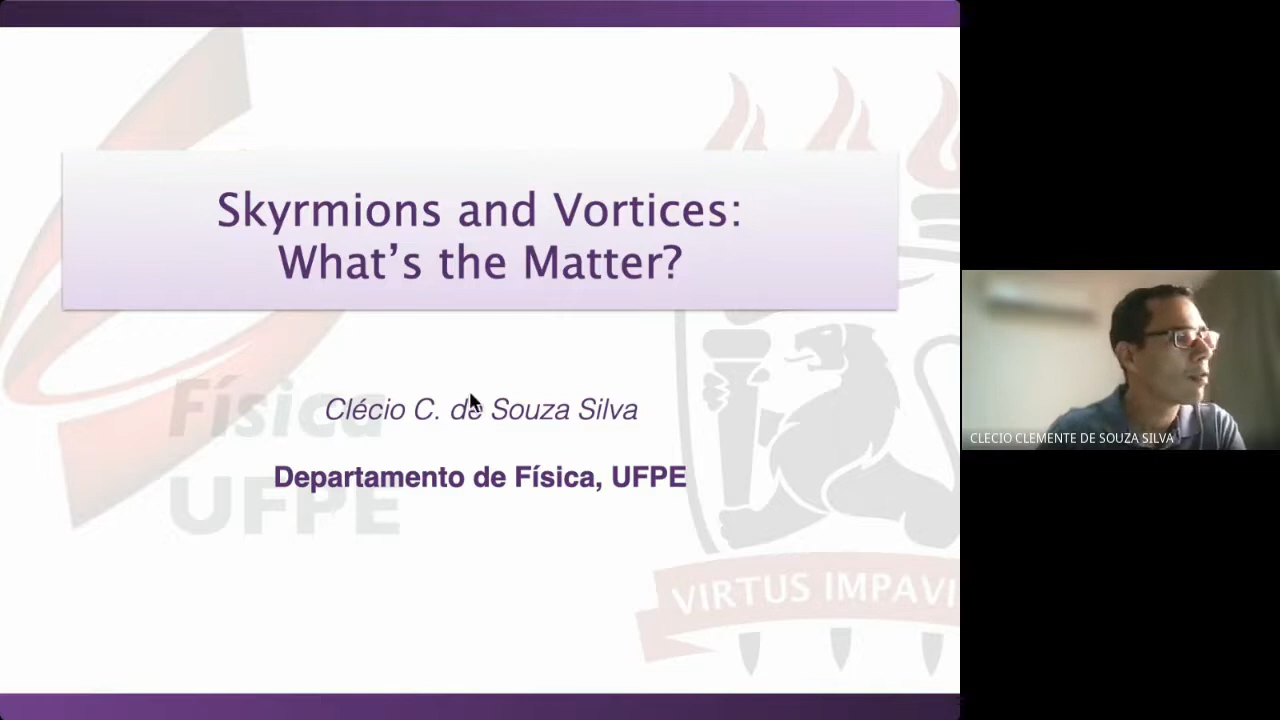 Skyrmions and Vortices:
What's the Matter?
Clécio C. de Souza Silva
Departamento de Física, UFPE
Física
UFPE
VIRTUS IMPAVI
CLECIO CLEMENTE DE SOUZA SILVA